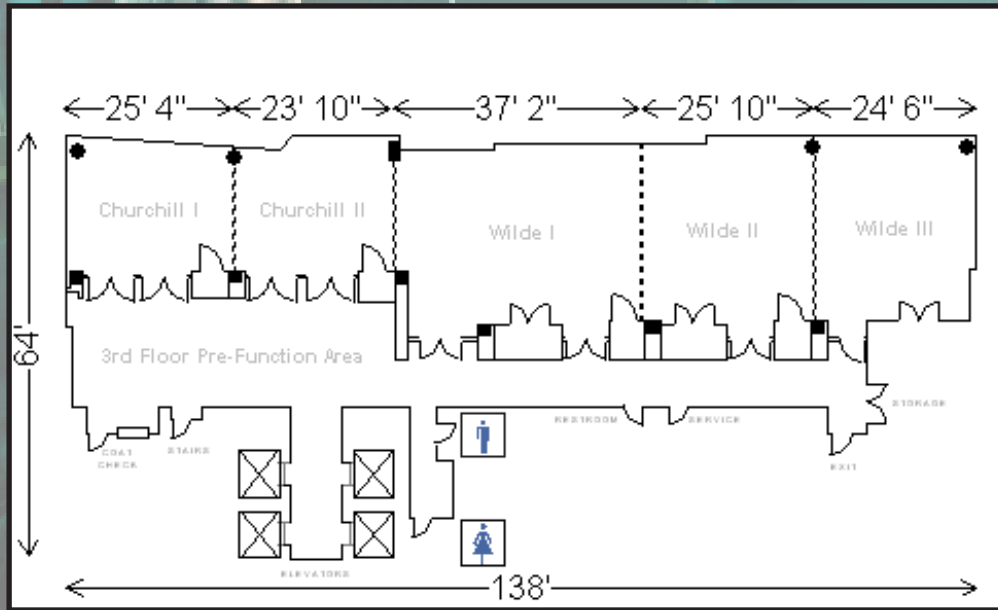 25' 4" 23' 10" 37' 2" 25' 10" 24' 6"
Churchill I
Churchill II
Wilde I
Wilde II
Wilde III
64'
3rd Floor Pre-Function Area
COAT
CHECK
STAIRS
RESTROOM
SERVICE
STORAGE
EXIT
ELEVATORS
138'